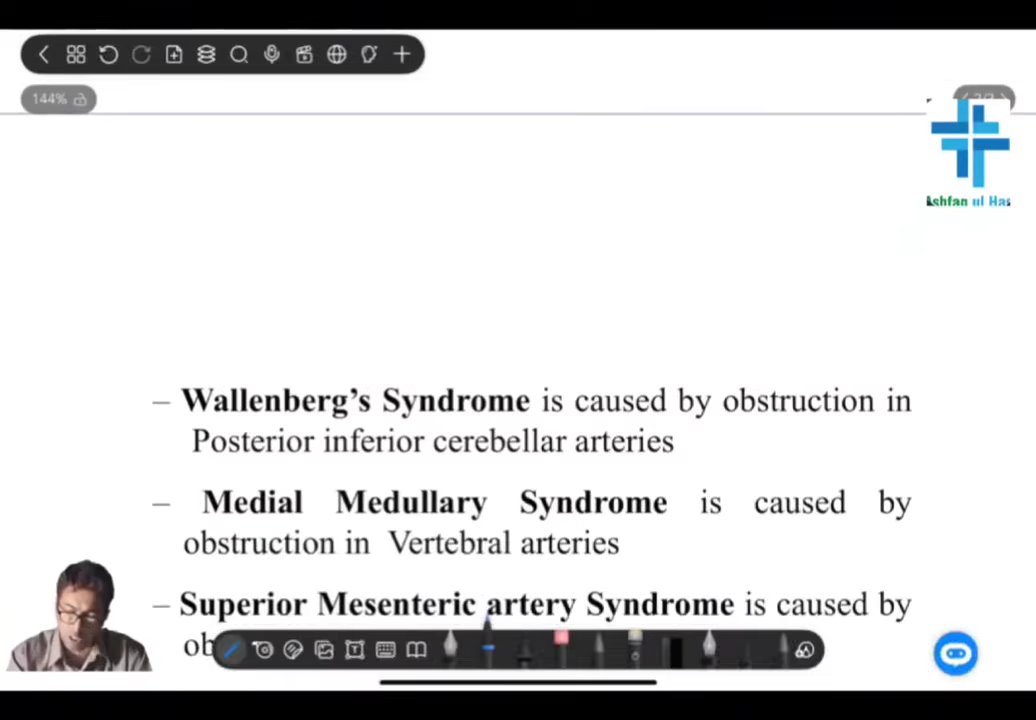 144%
Ashfan ul Has
– Wallenberg’s Syndrome is caused by obstruction in
Posterior inferior cerebellar arteries
– Medial Medullary Syndrome is caused by
obstruction in Vertebral arteries
– Superior Mesenteric artery Syndrome is caused by
ob